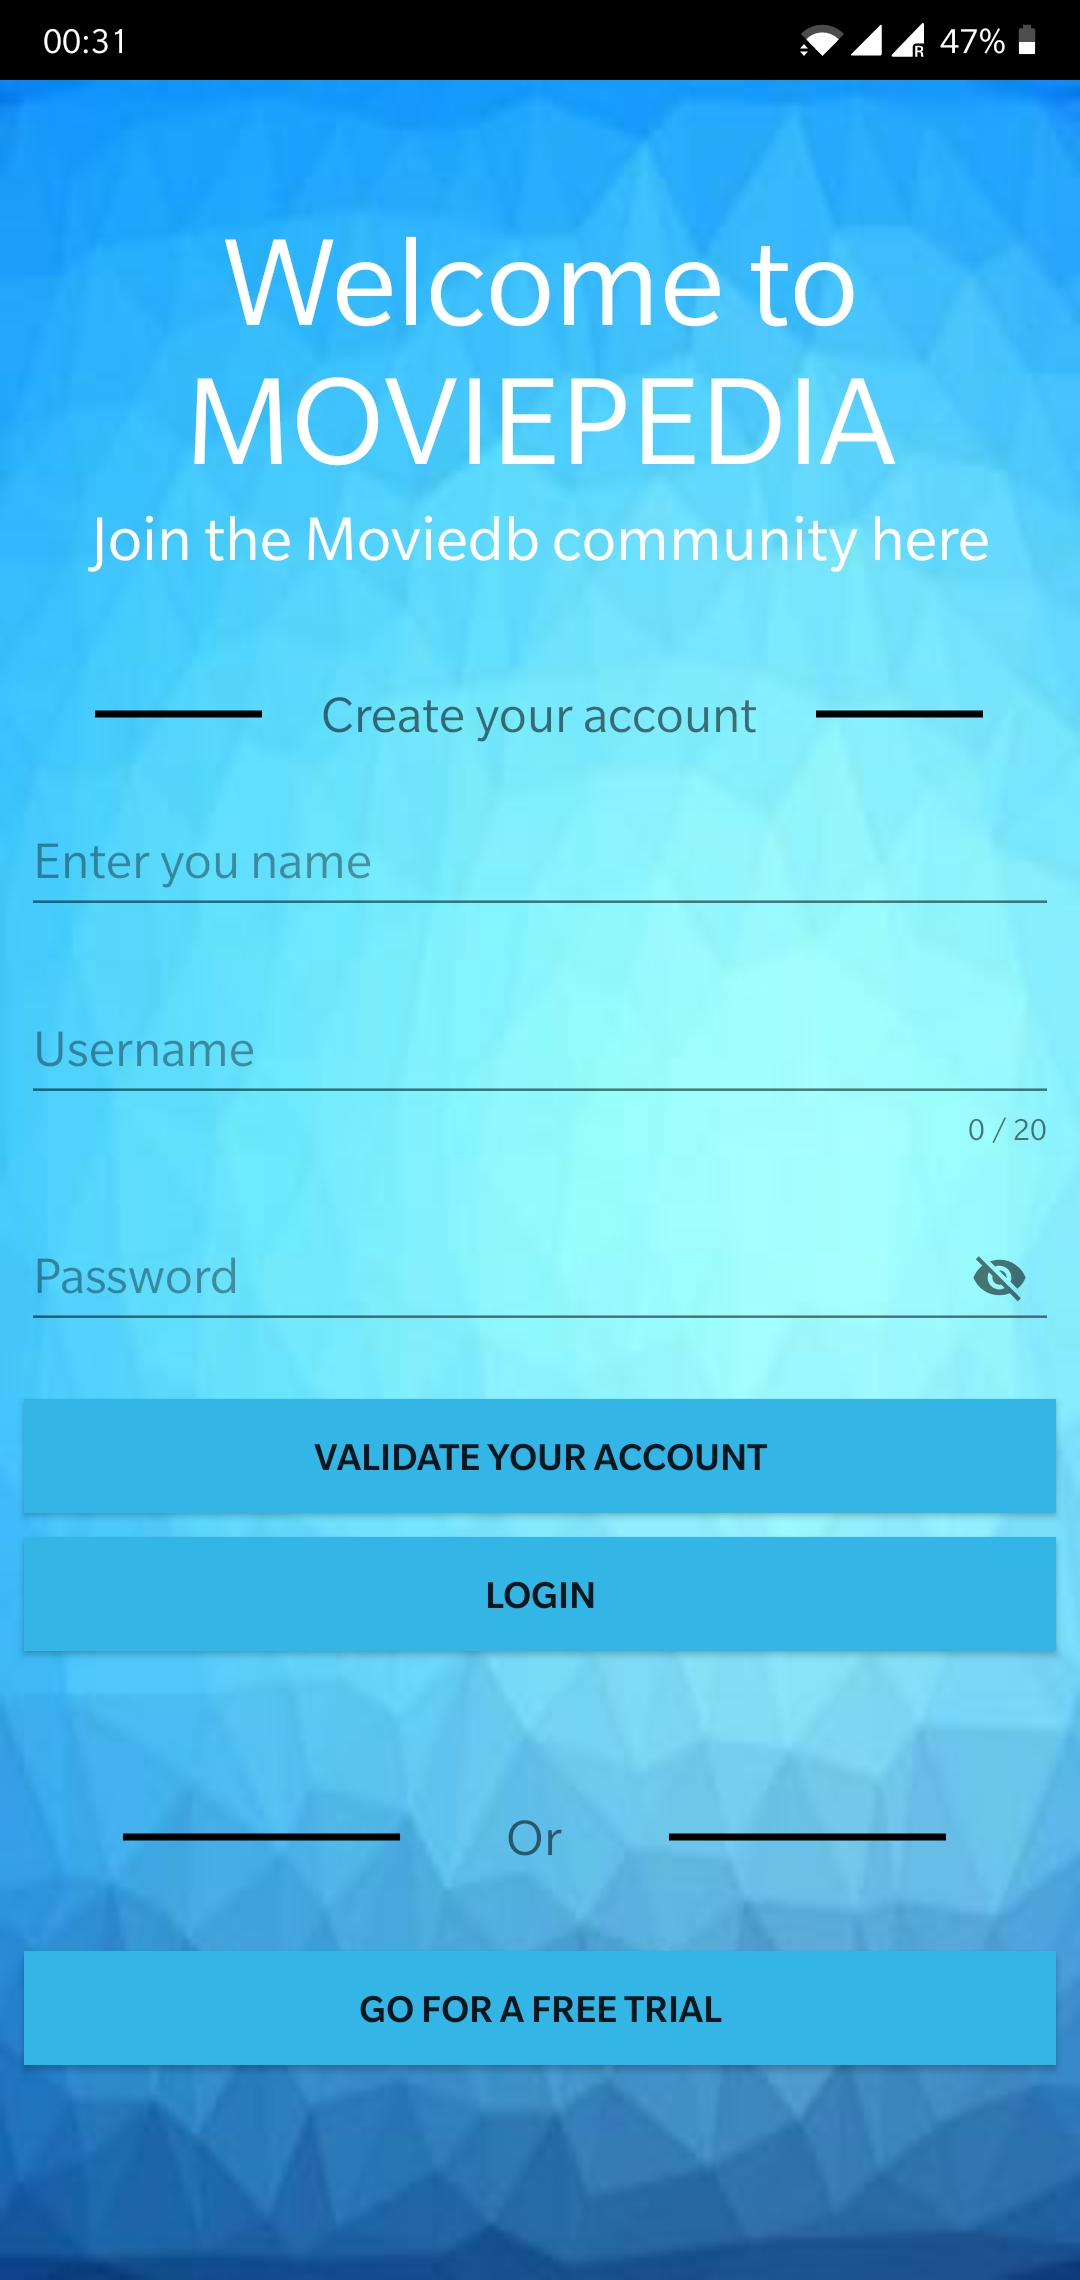 00:31 R 47%
Welcome to
MOVIEPEDIA
Join the Moviedb community here
Create your account
Enter you name
Username
0 / 20
Password
VALIDATE YOUR ACCOUNT
LOGIN
Or
GO FOR A FREE TRIAL